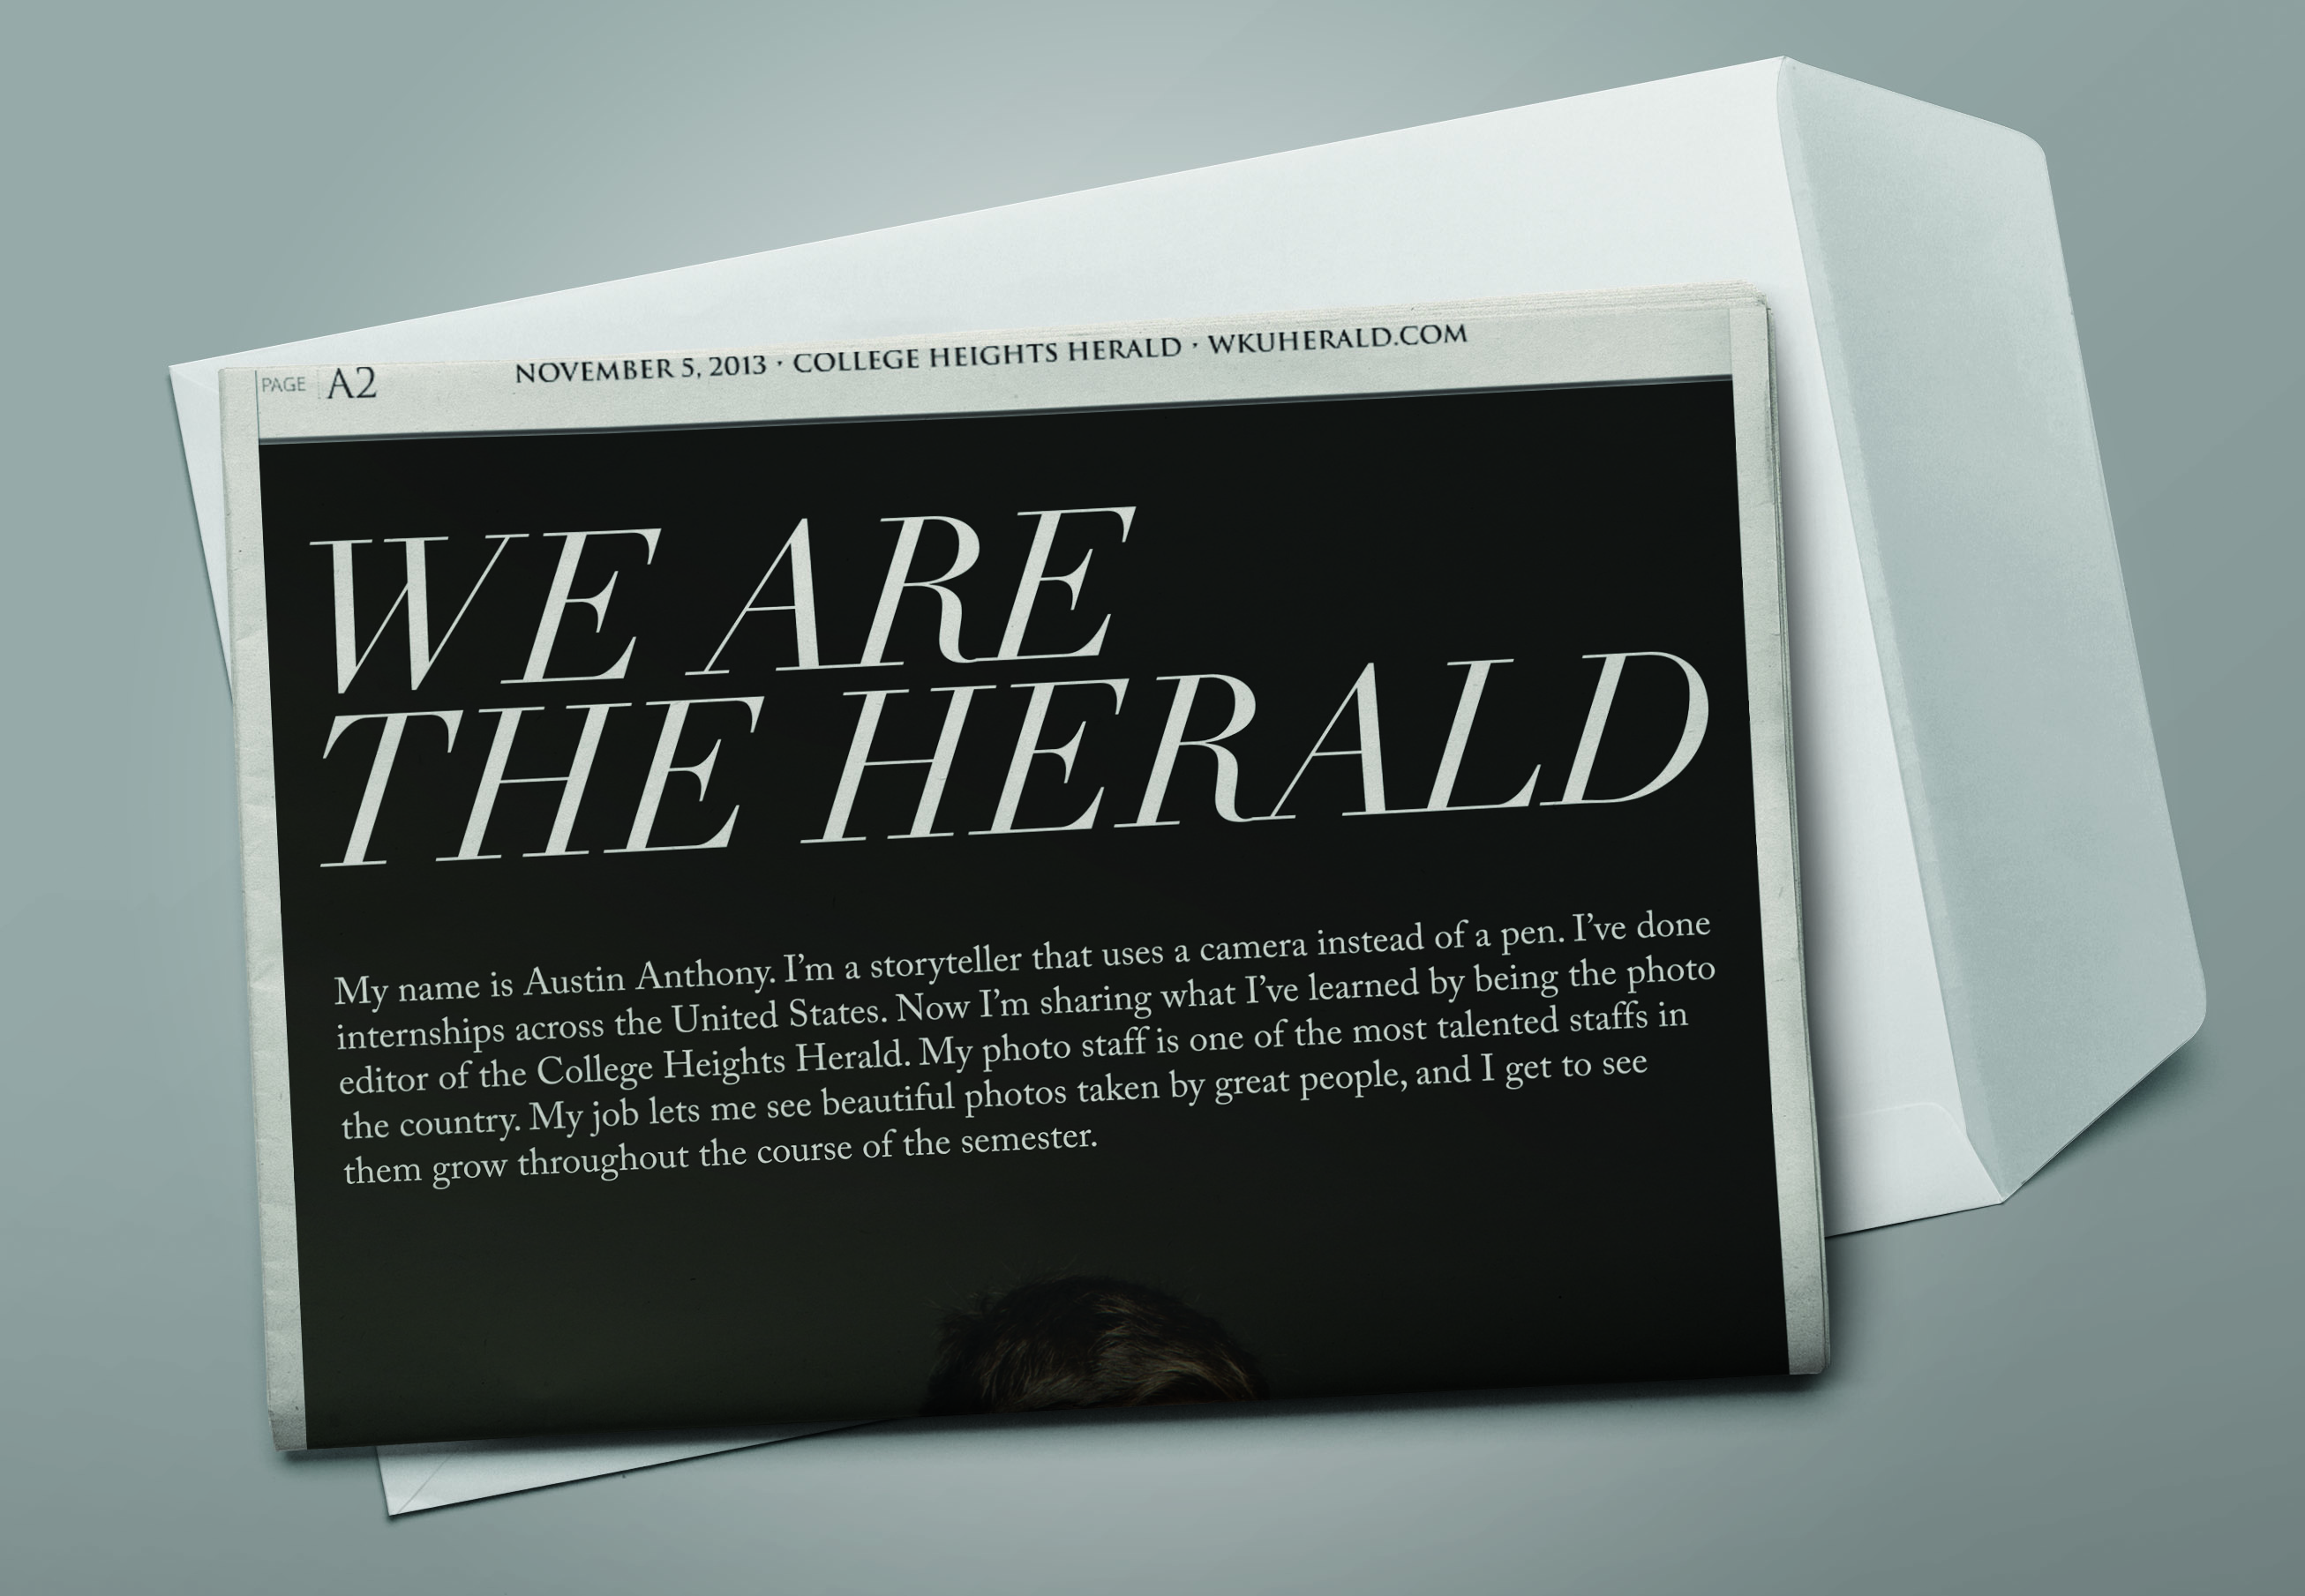 PAGE A2 NOVEMBER 5, 2013 · COLLEGE HEIGHTS HERALD · WKUHERALD.COM
WE ARE
THE HERALD
My name is Austin Anthony. I’m a storyteller that uses a camera instead of a pen. I’ve done
internships across the United States. Now I’m sharing what I’ve learned by being the photo
editor of the College Heights Herald. My photo staff is one of the most talented staffs in
the country. My job lets me see beautiful photos taken by great people, and I get to see
them grow throughout the course of the semester.